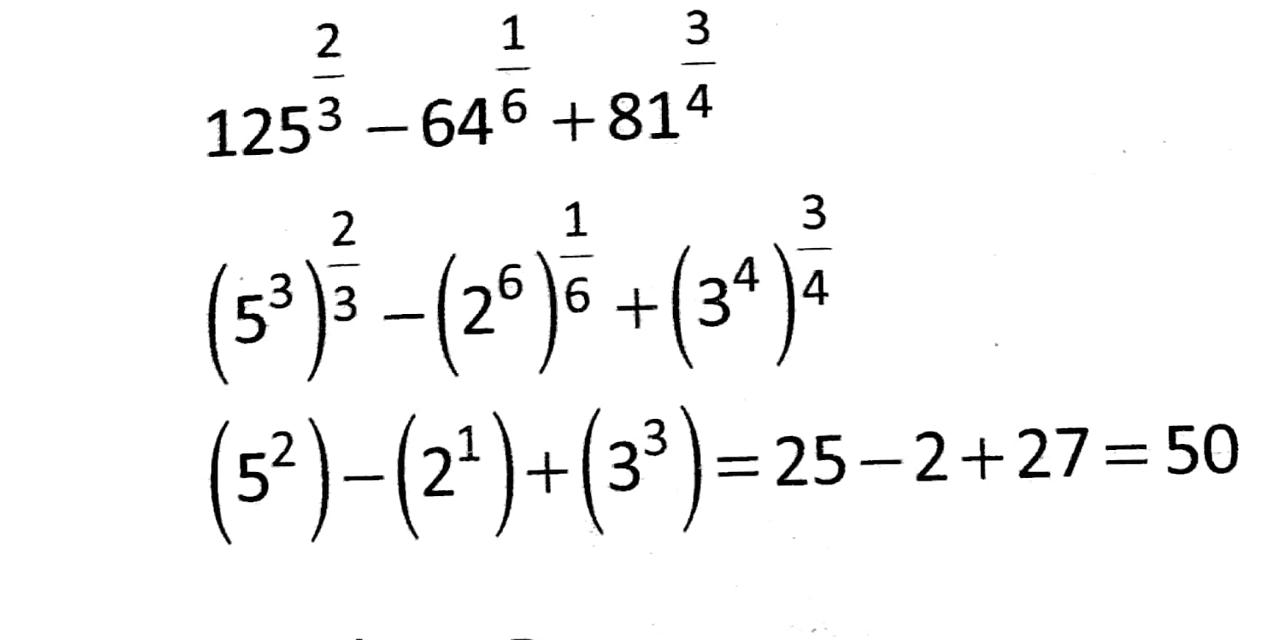 125^(2/3) − 64^(1/6) + 81^(3/4)
(5^3)^(2/3) − (2^6)^(1/6) + (3^4)^(3/4)
(5^2) − (2^1) + (3^3) = 25 − 2 + 27 = 50